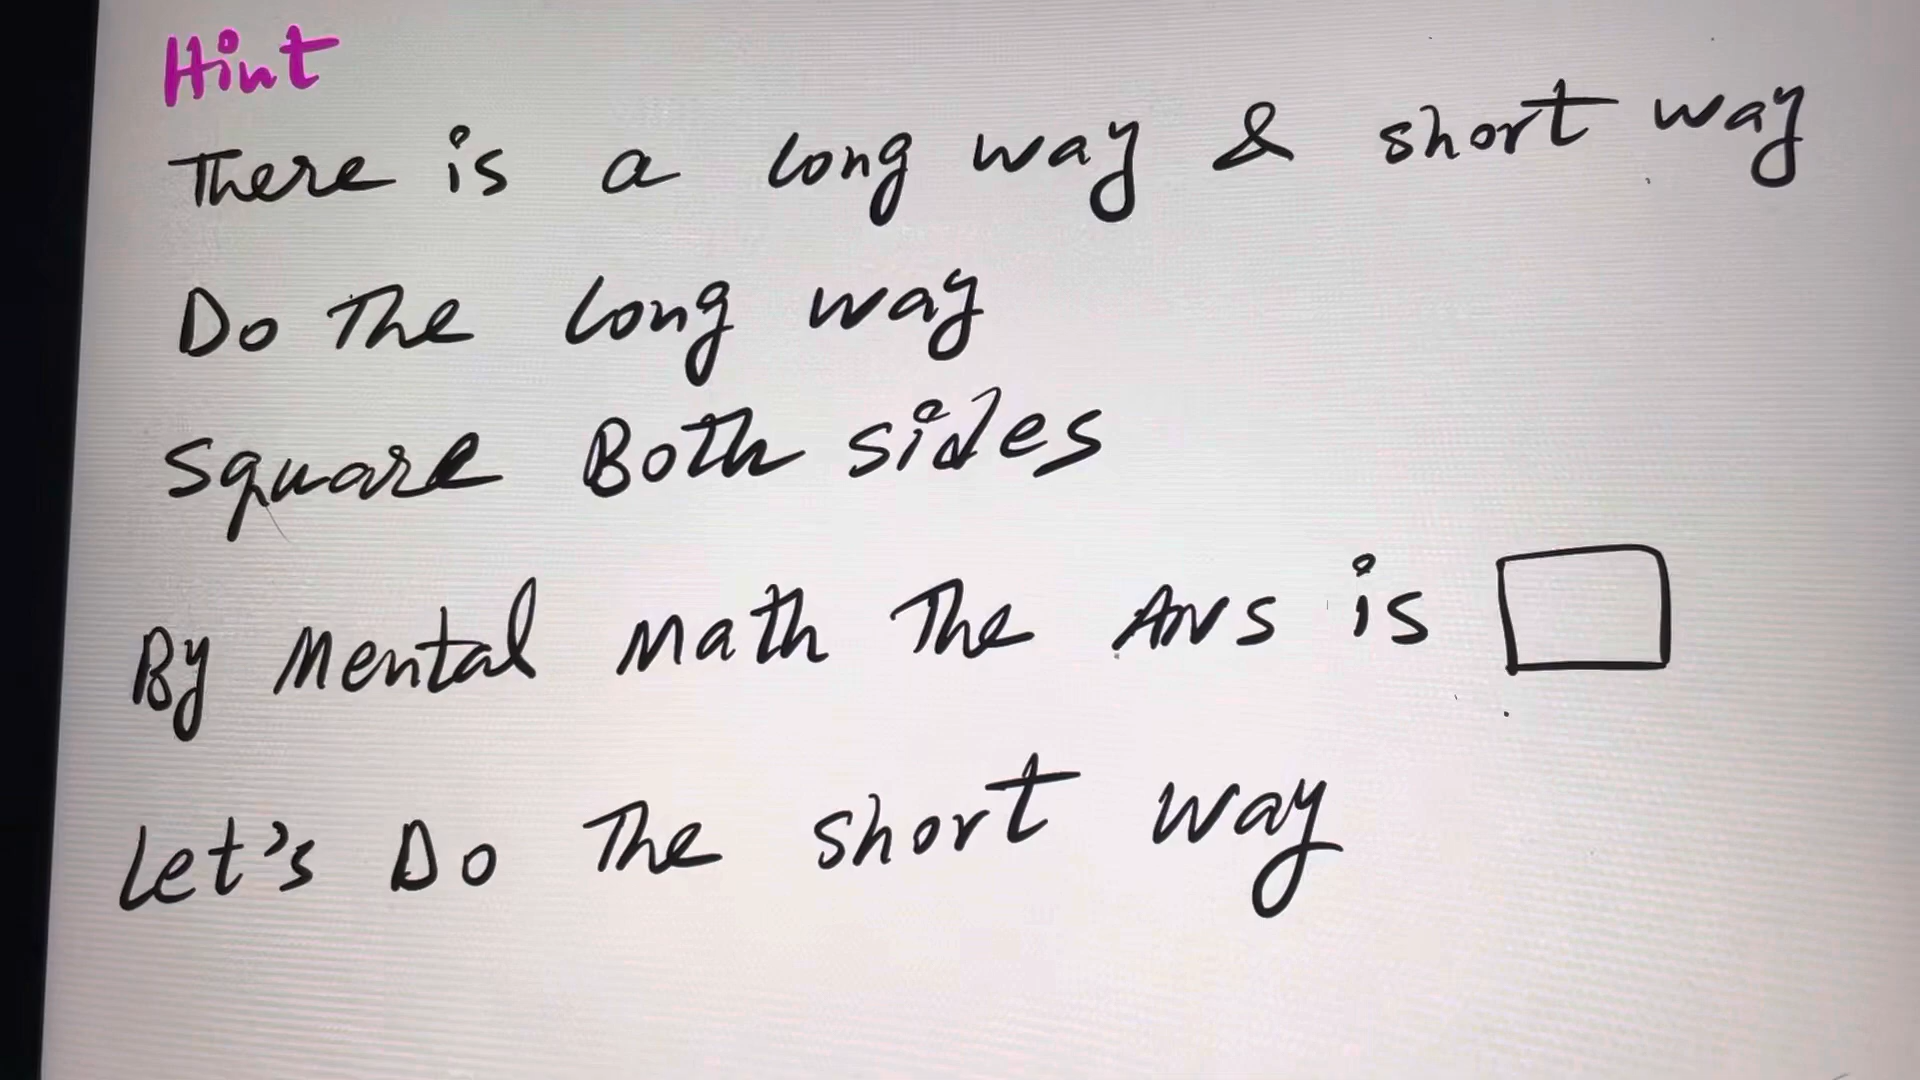 Hint
There is a long way & short way
Do The long way
Square Both sides
By Mental Math The ANS is
Let's Do The short way